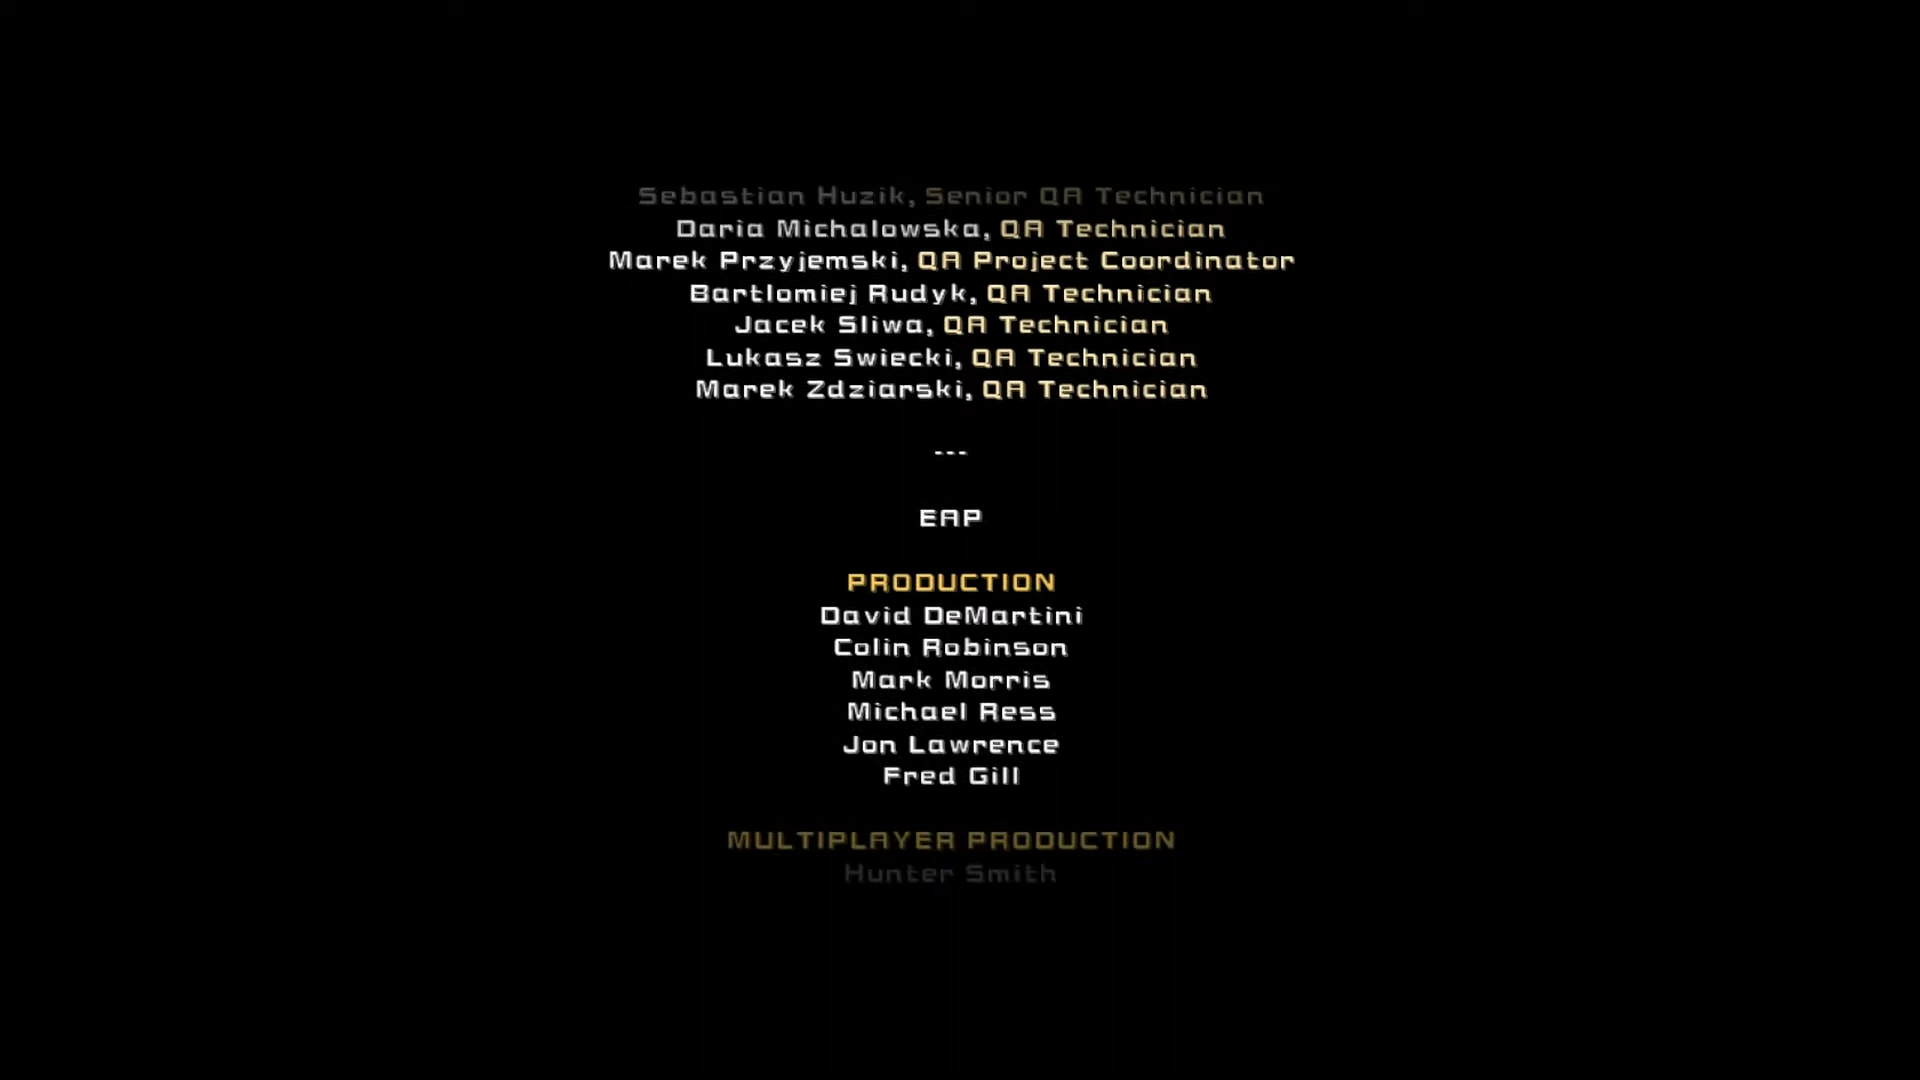 Sebastian Huzik, Senior QA Technician
Daria Michalowska, QA Technician
Marek Przyjemski, QA Project Coordinator
Bartlomiej Rudyk, QA Technician
Jacek Sliwa, QA Technician
Lukasz Swiecki, QA Technician
Marek Zdziarski, QA Technician
---
EAP
PRODUCTION
David DeMartini
Colin Robinson
Mark Morris
Michael Ress
Jon Lawrence
Fred Gill
MULTIPLAYER PRODUCTION
Hunter Smith